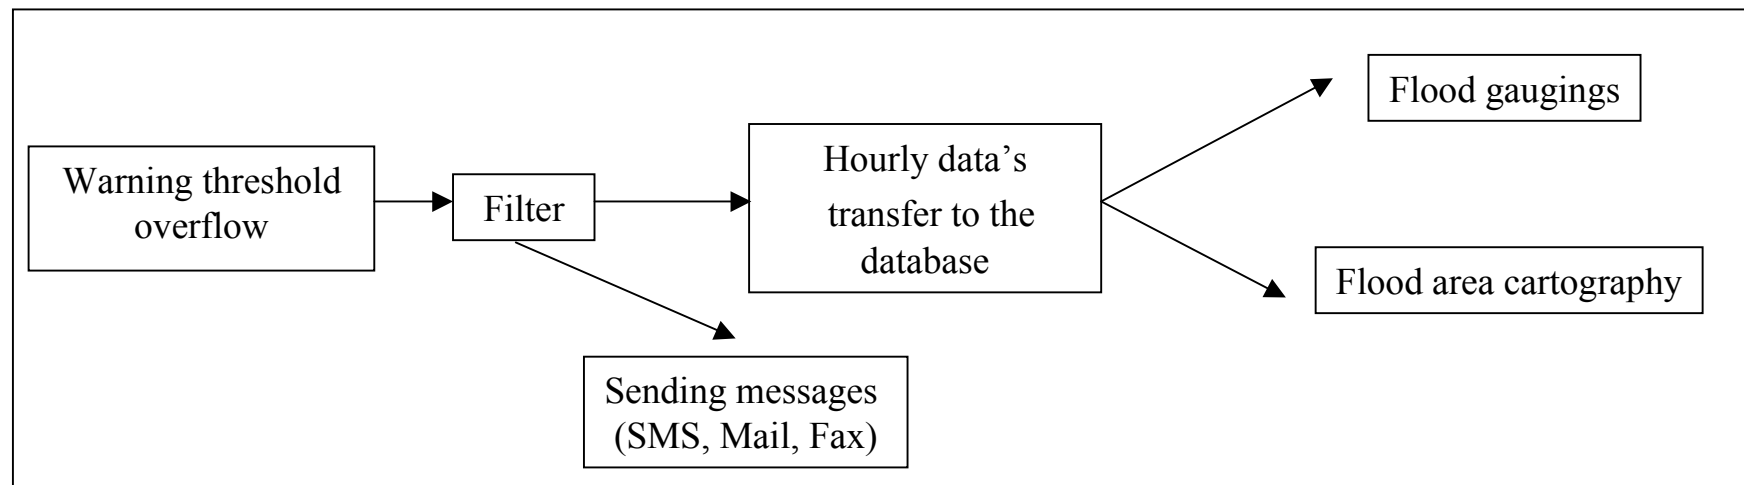 Warning threshold
overflow
Filter
Sending messages
(SMS, Mail, Fax)
Hourly data’s
transfer to the
database
Flood gaugings
Flood area cartography